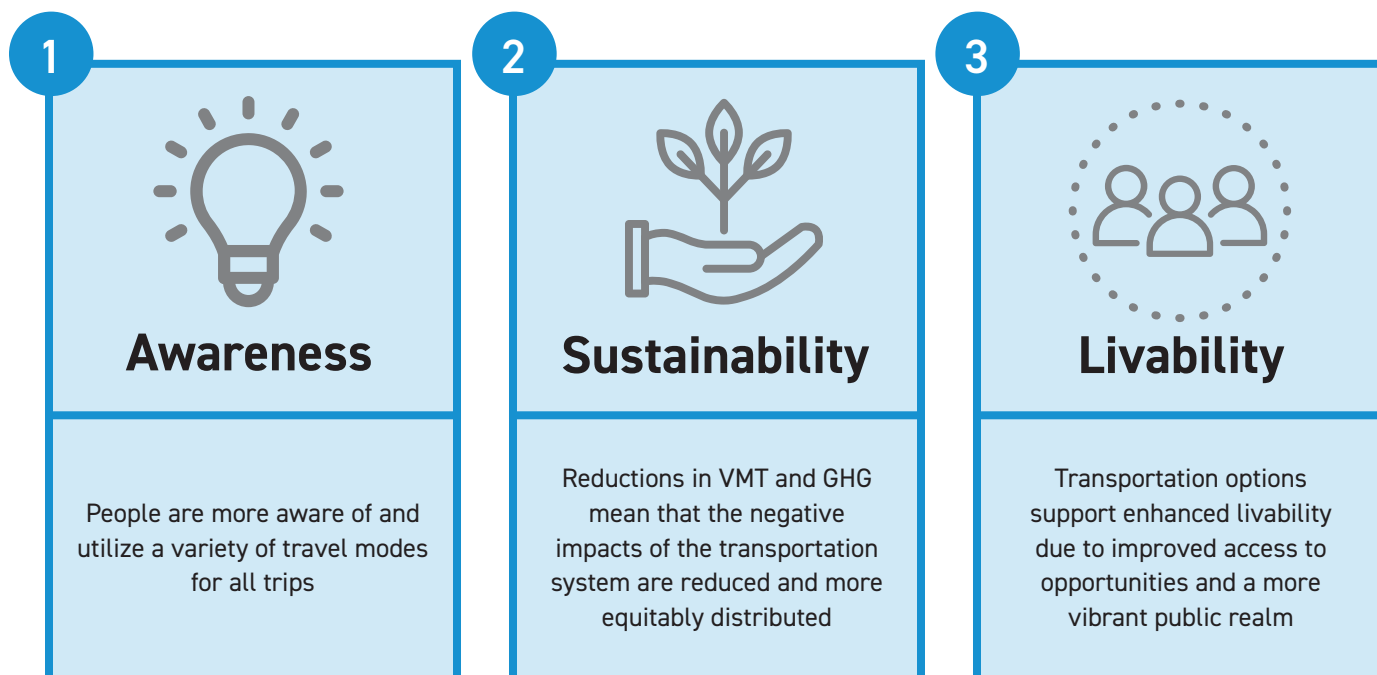 1
Awareness
People are more aware of and
utilize a variety of travel modes
for all trips
2
Sustainability
Reductions in VMT and GHG
mean that the negative
impacts of the transportation
system are reduced and more
equitably distributed
3
Livability
Transportation options
support enhanced livability
due to improved access to
opportunities and a more
vibrant public realm